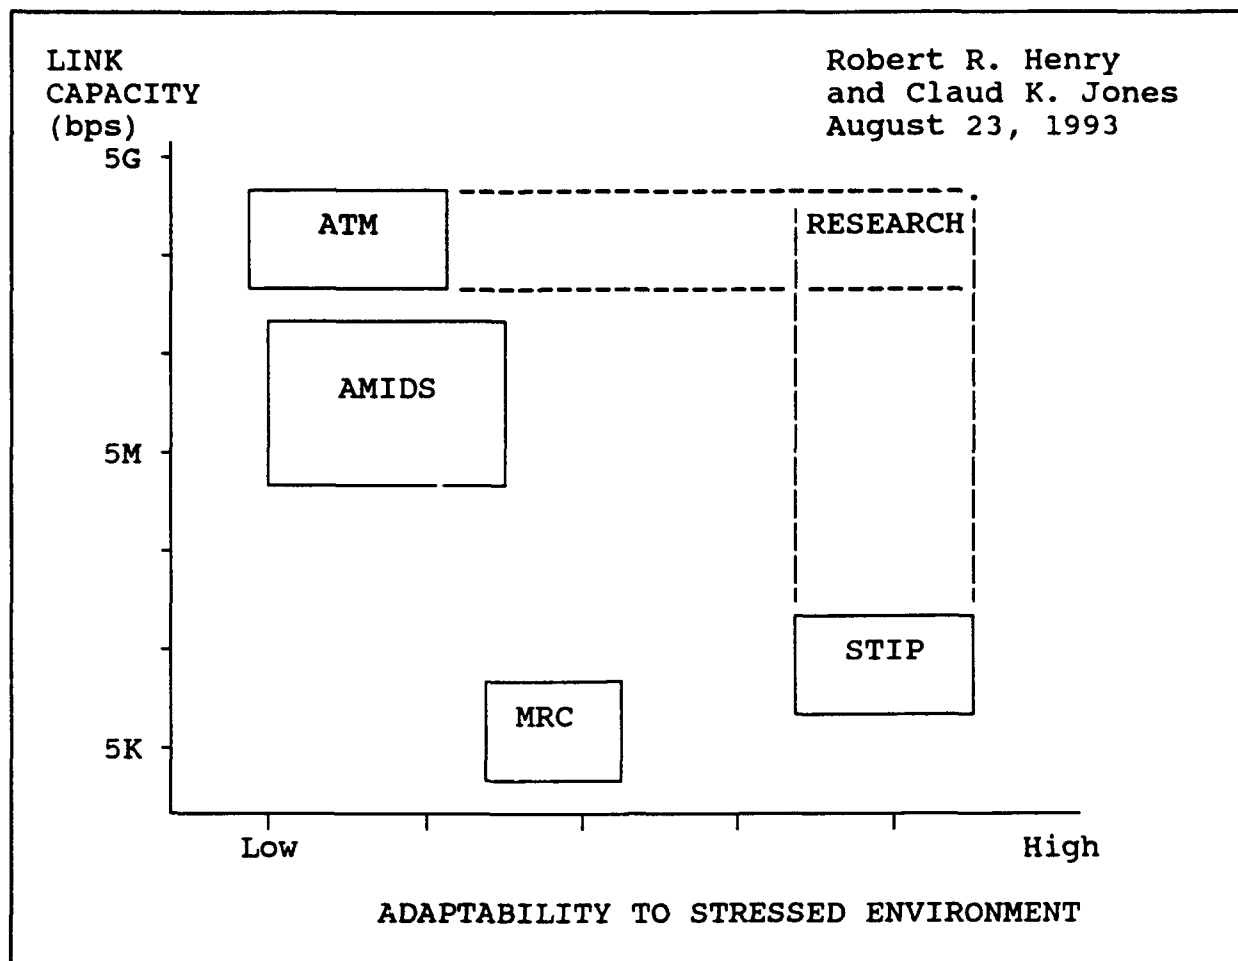 LINK
CAPACITY
(bps)
Robert R. Henry
and Claud K. Jones
August 23, 1993
5G
ATM
RESEARCH
AMIDS
5M
STIP
MRC
5K
Low
High
ADAPTABILITY TO STRESSED ENVIRONMENT